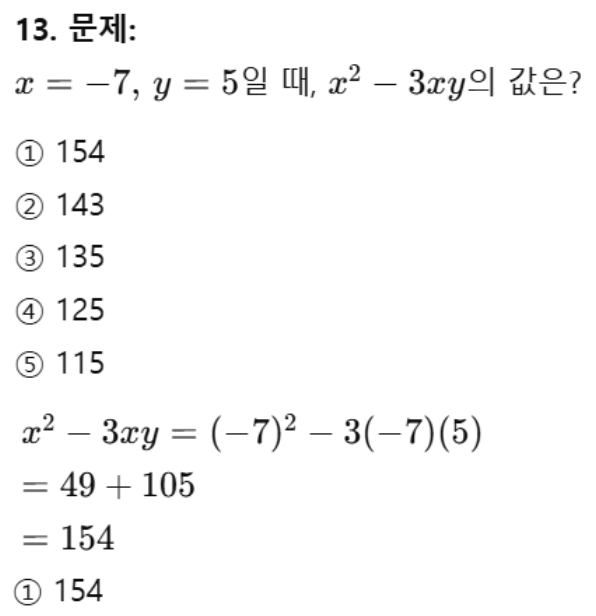 13. 문제:
x = −7, y = 5일 때, x² − 3xy의 값은?
① 154
② 143
③ 135
④ 125
⑤ 115
x² − 3xy = (−7)² − 3(−7)(5)
= 49 + 105
= 154
① 154